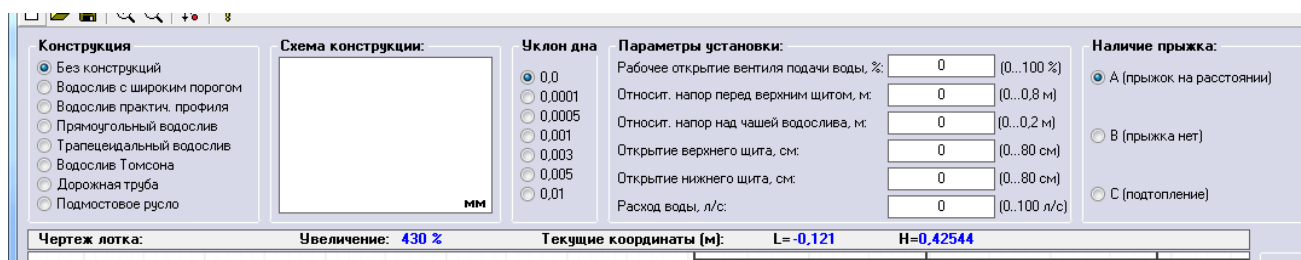 Конструкция
Без конструкций
Водослив с широким порогом
Водослив практич. профиля
Прямоугольный водослив
Трапецеидальный водослив
Водослив Томсона
Дорожная труба
Подмостовое русло
Схема конструкции:
мм
Уклон дна
0,0
0,0001
0,0005
0,001
0,003
0,005
0,01
Параметры установки:
Рабочее открытие вентиля подачи воды, %: 0 (0...100 %)
Относит. напор перед верхним щитом, м: 0 (0...0,8 м)
Относит. напор над чашей водослива, м: 0 (0...0,2 м)
Открытие верхнего щита, см: 0 (0...80 см)
Открытие нижнего щита, см: 0 (0...80 см)
Расход воды, л/с: 0 (0..100 л/с)
Наличие прыжка:
A (прыжок на расстоянии)
B (прыжка нет)
C (подтопление)
Чертеж лотка: Увеличение: 430 % Текущие координаты (м): L=-0,121 H=0,42544